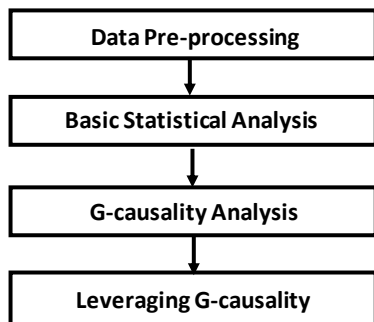 Data Pre-processing
Basic Statistical Analysis
G-causality Analysis
Leveraging G-causality